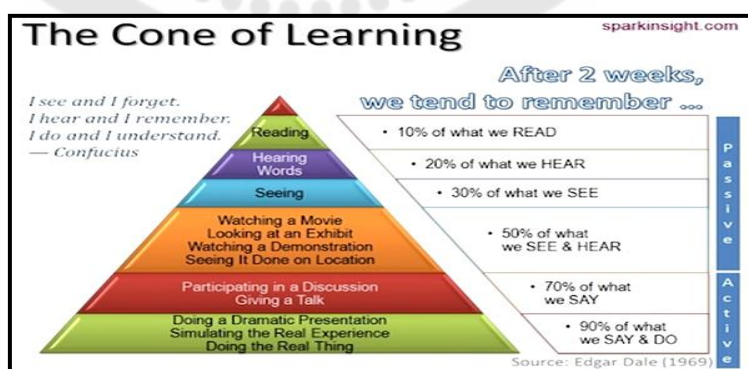 The Cone of Learning
sparkinsight.com
I see and I forget.
I hear and I remember.
I do and I understand.
— Confucius
After 2 weeks,
we tend to remember ...
Reading
• 10% of what we READ
Hearing
Words
• 20% of what we HEAR
Seeing
• 30% of what we SEE
Watching a Movie
Looking at an Exhibit
Watching a Demonstration
Seeing It Done on Location
• 50% of what
we SEE & HEAR
Passive
Participating in a Discussion
Giving a Talk
• 70% of what
we SAY
Doing a Dramatic Presentation
Simulating the Real Experience
Doing the Real Thing
• 90% of what
we SAY & DO
Active
Source: Edgar Dale (1969)